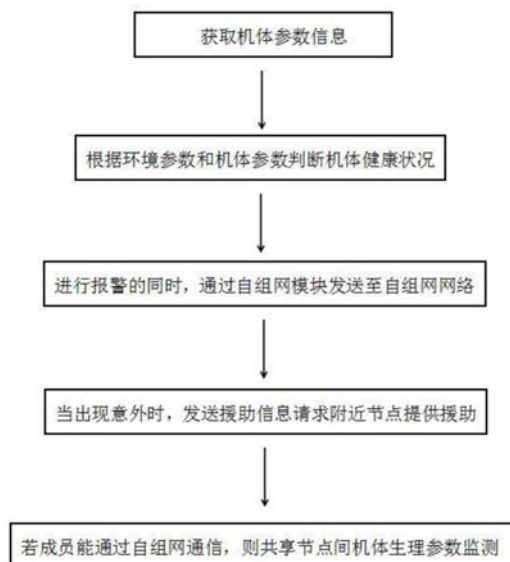 获取机体参数信息
根据环境参数和机体参数判断机体健康状况
进行报警的同时，通过自组网模块发送至自组网网络
当出现意外时，发送援助信息请求附近节点提供援助
若成员能通过自组网通信，则共享节点间机体生理参数监测